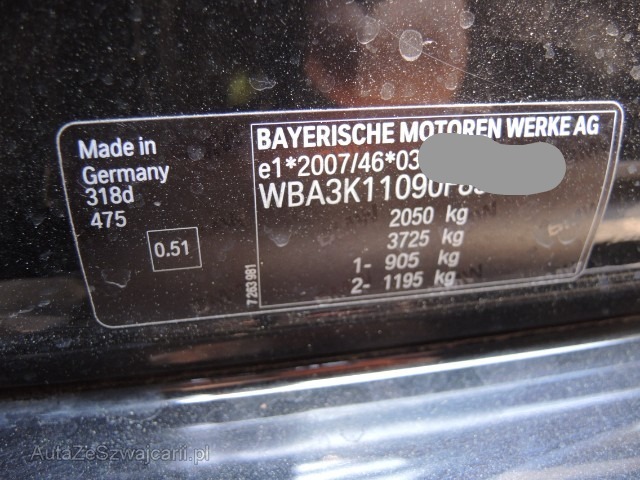 Made in
Germany
318d
475
0.51
BAYERISCHE MOTOREN WERKE AG
e1*2007/46*03
WBA3K11090F
2050 kg
3725 kg
1- 905 kg
2- 1195 kg
7 263 981
AutaZeSzwajcarii.pl